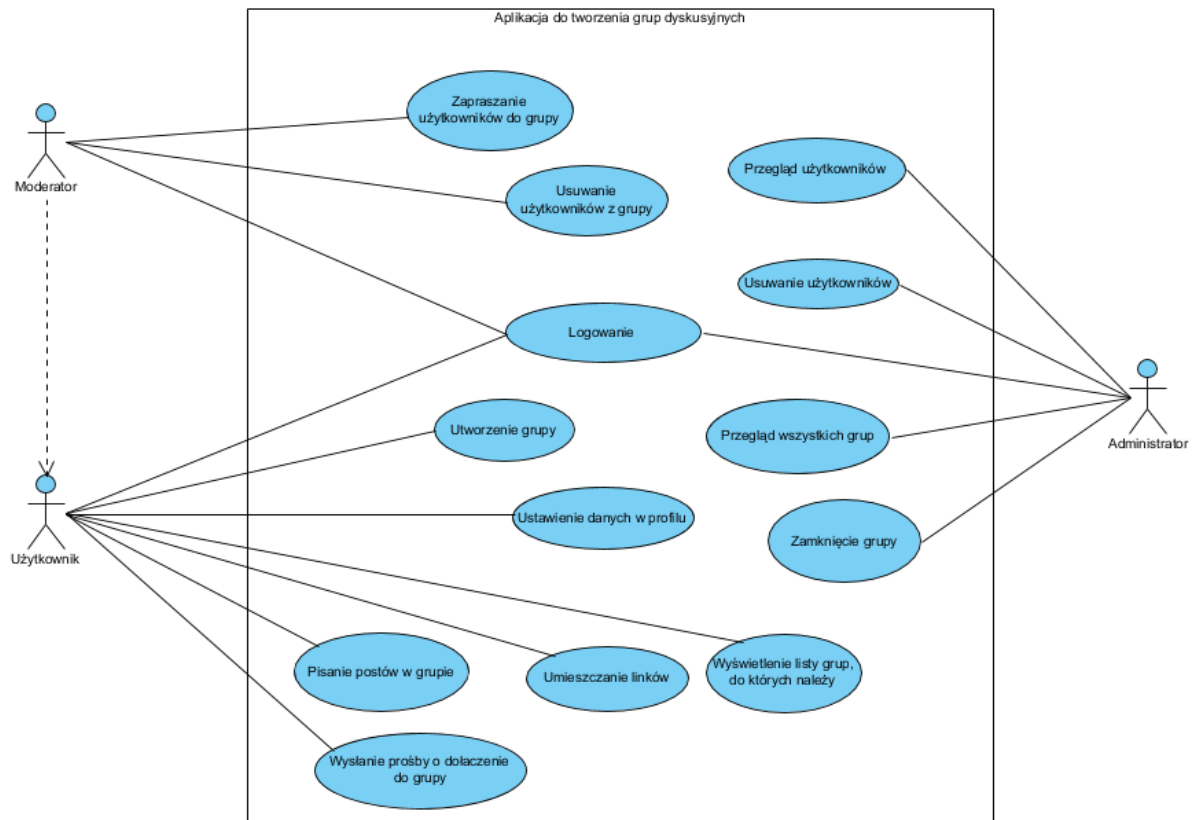 Aplikacja do tworzenia grup dyskusyjnych
Zapraszanie
użytkowników do grupy
Moderator
Przegląd użytkowników
Usuwanie
użytkowników z grupy
Usuwanie użytkowników
Logowanie
Utworzenie grupy
Przegląd wszystkich grup
Administrator
Ustawienie danych w profilu
Zamknięcie grupy
Użytkownik
Pisanie postów w grupie
Umieszczanie linków
Wyświetlenie listy grup,
do których należy
Wysłanie prośby o dołaczenie
do grupy